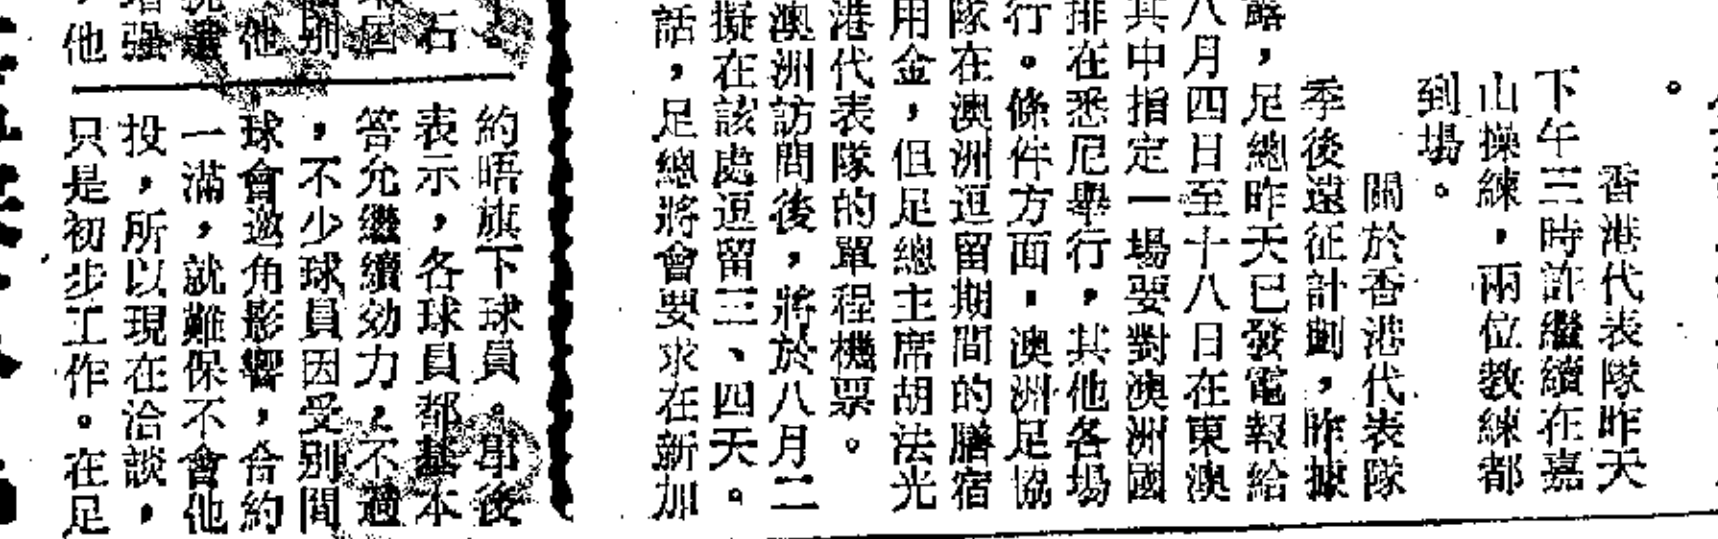 。
香港代表隊昨天
下午三時許繼續在嘉
山操練，兩位教練都
到場。
關於香港代表隊
季後遠征計劃，昨據
露，足總昨天已發電報給
八月四日至十八日在東澳
其中指定一場要對澳洲國
排在悉尼舉行，其他各場
行。條件方面，澳洲足協
隊在澳洲逗留期間的膳宿
用金，但足總主席胡法光
港代表隊的單程機票。
澳洲訪問後，將於八月二
擬在該處逗留三、四天。
話，足總將會要求在新加
石
他
别
他
增强
，他
約晤旗下球員。事後
表示，各球員都基本
答允繼續効力，不過
，不少球員因受别間
球會邀角影響，合約
一滿，就難保不會他
投，所以現在洽談，
只是初步工作。在足